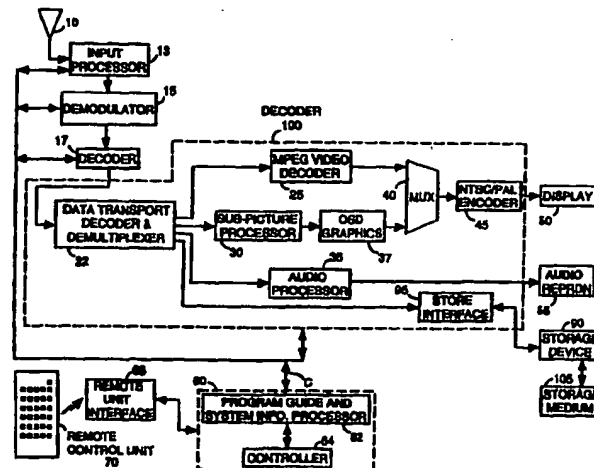 10
INPUT
PROCESSOR
13
DEMODULATOR
15
17
DECODER
DECODER
100
MPEG VIDEO
DECODER
25
40
MUX
NTSC/PAL
ENCODER
45
DISPLAY
50
DATA TRANSPORT
DECODER &
DEMULTIPLEXER
22
SUB-PICTURE
PROCESSOR
30
OSD
GRAPHICS
37
35
AUDIO
PROCESSOR
95
STORE
INTERFACE
AUDIO
REPRDN.
55
90
STORAGE
DEVICE
105
STORAGE
MEDIUM
65
REMOTE
UNIT
INTERFACE
REMOTE
CONTROL UNIT
70
60
C
PROGRAM GUIDE AND
SYSTEM INFO. PROCESSOR
62
64
CONTROLLER